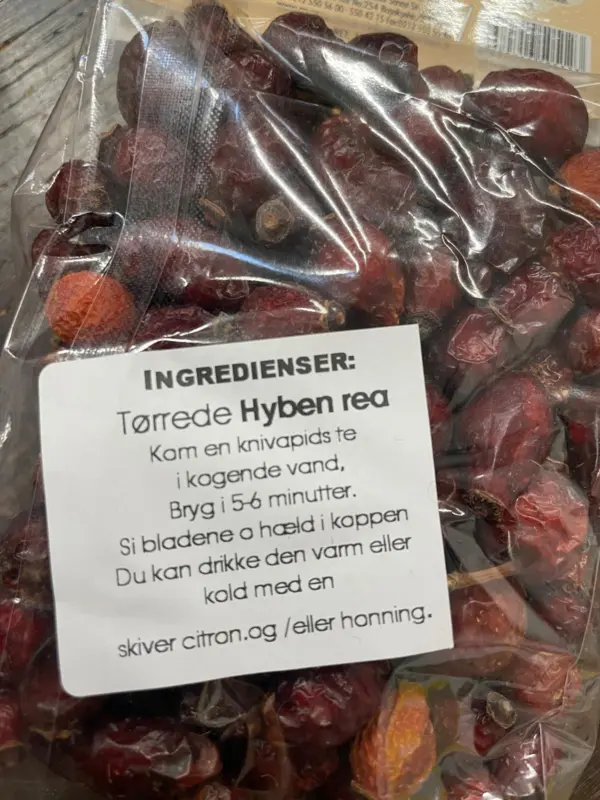 INGREDIENSER:
Tørrede Hyben rea
Kom en knivapids te
i kogende vand,
Bryg i 5-6 minutter.
Si bladene o hæld i koppen
Du kan drikke den varm eller
kold med en
skiver citron.og /eller honning.